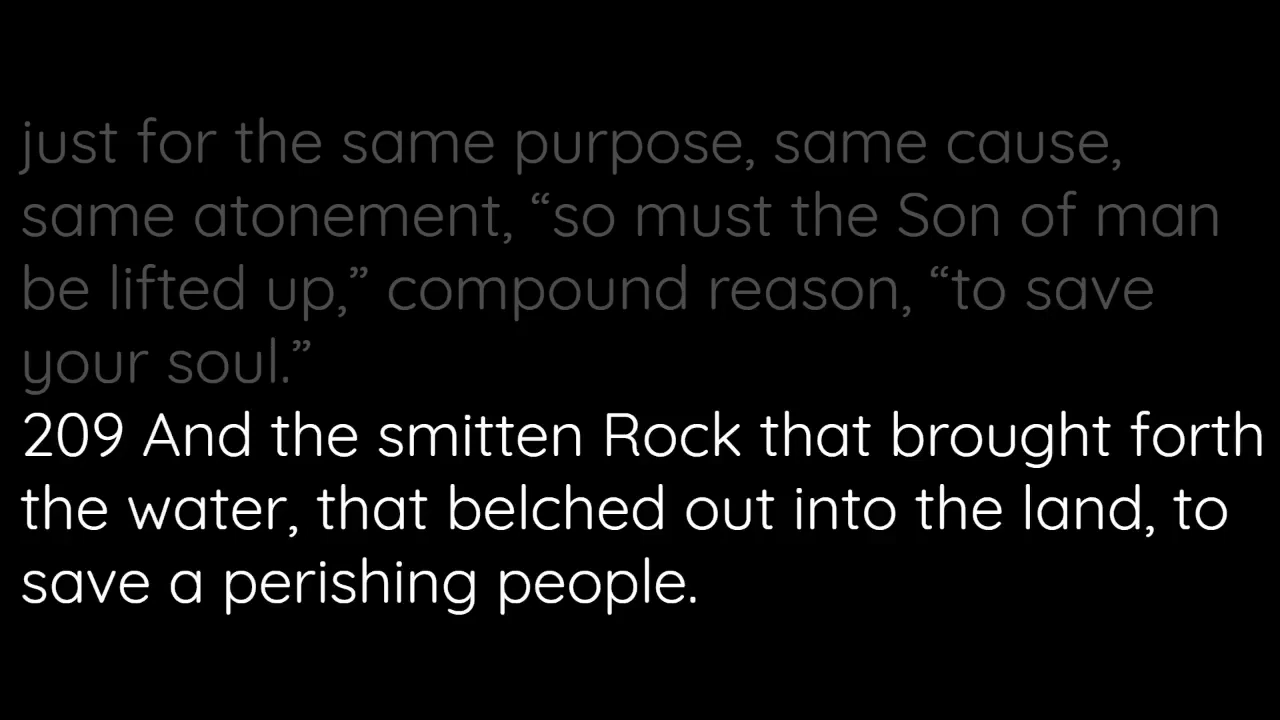 just for the same purpose, same cause,
same atonement, “so must the Son of man
be lifted up,” compound reason, “to save
your soul.”
209 And the smitten Rock that brought forth
the water, that belched out into the land, to
save a perishing people.